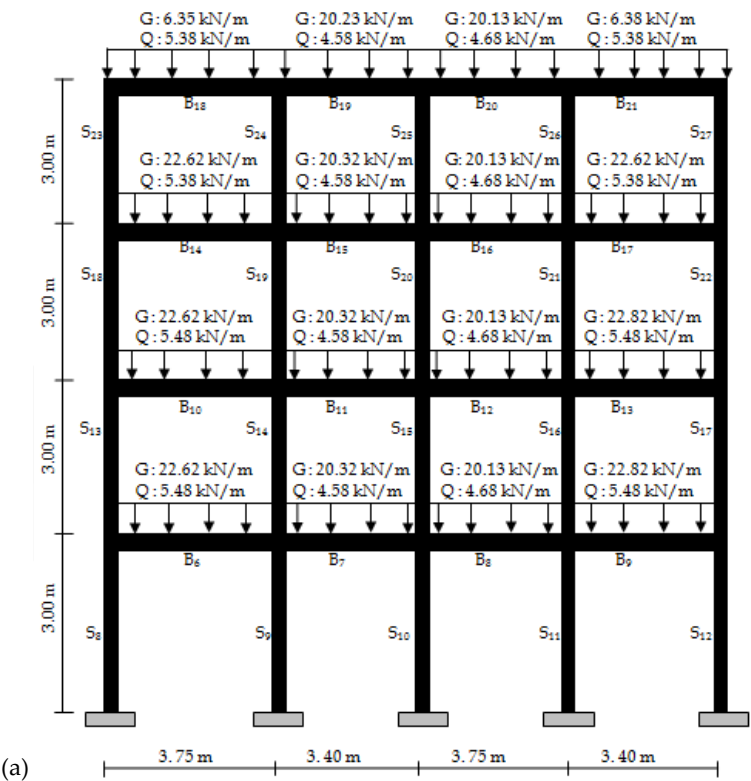 G: 6.35 kN/m G: 20.23 kN/m G: 20.13 kN/m G: 6.38 kN/m
Q: 5.38 kN/m Q: 4.58 kN/m Q: 4.68 kN/m Q: 5.38 kN/m
B18 B19 B20 B21
S23 S24 S25 S26 S27
3.00 m
G: 22.62 kN/m G: 20.32 kN/m G: 20.13 kN/m G: 22.62 kN/m
Q: 5.38 kN/m Q: 4.58 kN/m Q: 4.68 kN/m Q: 5.38 kN/m
B14 B15 B16 B17
S18 S19 S20 S21 S22
3.00 m
G: 22.62 kN/m G: 20.32 kN/m G: 20.13 kN/m G: 22.82 kN/m
Q: 5.48 kN/m Q: 4.58 kN/m Q: 4.68 kN/m Q: 5.48 kN/m
B10 B11 B12 B13
S13 S14 S15 S16 S17
3.00 m
G: 22.62 kN/m G: 20.32 kN/m G: 20.13 kN/m G: 22.82 kN/m
Q: 5.48 kN/m Q: 4.58 kN/m Q: 4.68 kN/m Q: 5.48 kN/m
B6 B7 B8 B9
3.00 m
S8 S9 S10 S11 S12
(a) 3.75 m 3.40 m 3.75 m 3.40 m